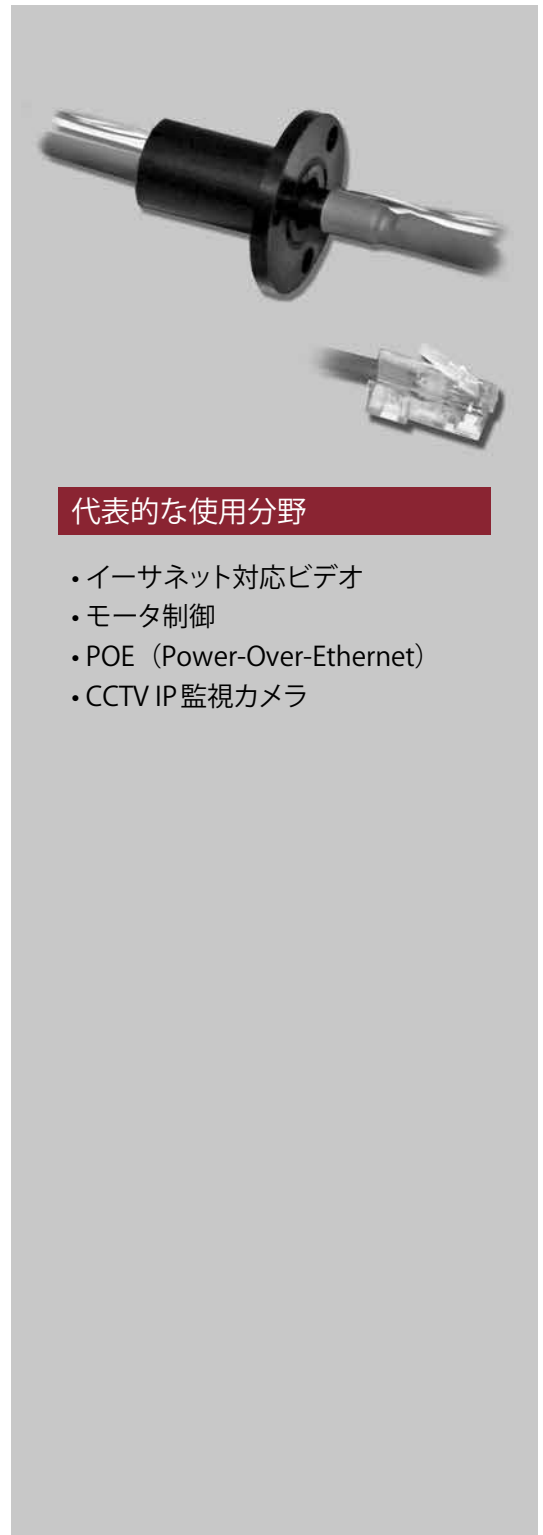 代表的な使用分野
• イーサネット対応ビデオ
• モータ制御
• POE（Power-Over-Ethernet）
• CCTV IP監視カメラ